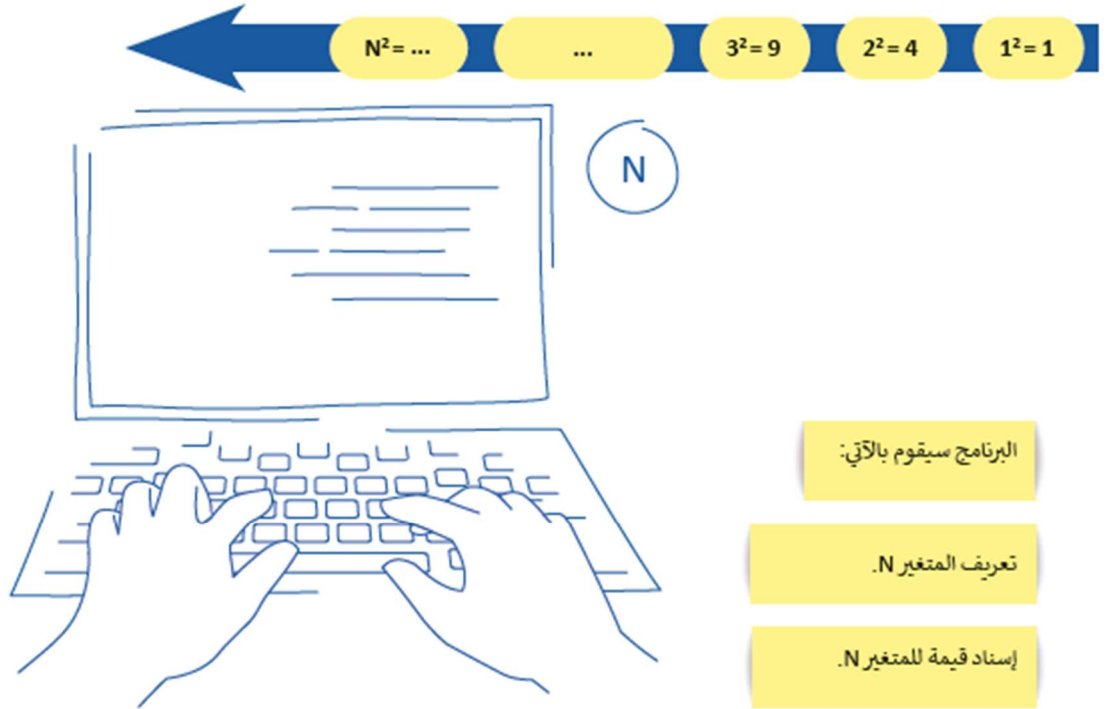 1² = 1
2² = 4
3² = 9
...
N² = ...
N
البرنامج سيقوم بالآتي:
تعريف المتغير N.
إسناد قيمة للمتغير N.